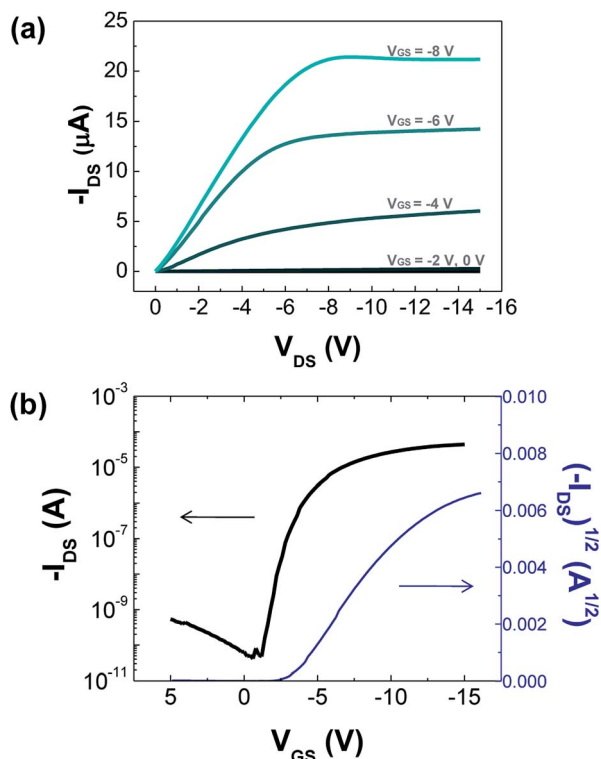 (a)
-I_DS (μA)
25
20
15
10
5
0
V_GS = -8 V
V_GS = -6 V
V_GS = -4 V
V_GS = -2 V, 0 V
0 -2 -4 -6 -8 -10 -12 -14 -16
V_DS (V)
(b)
-I_DS (A)
10^-3
10^-5
10^-7
10^-9
10^-11
0.010
0.008
0.006
0.004
0.002
0.000
(-I_DS)^1/2 (A^1/2)
5 0 -5 -10 -15
V_GS (V)